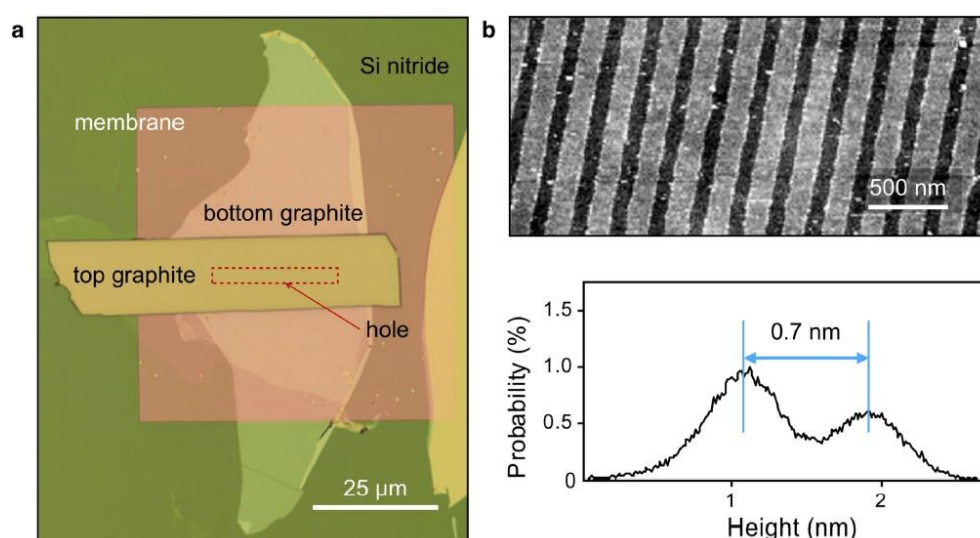 a
Si nitride
membrane
bottom graphite
top graphite
hole
25 μm
b
500 nm
Probability (%)
1.5
1.0
0.5
0
0.7 nm
1
2
Height (nm)